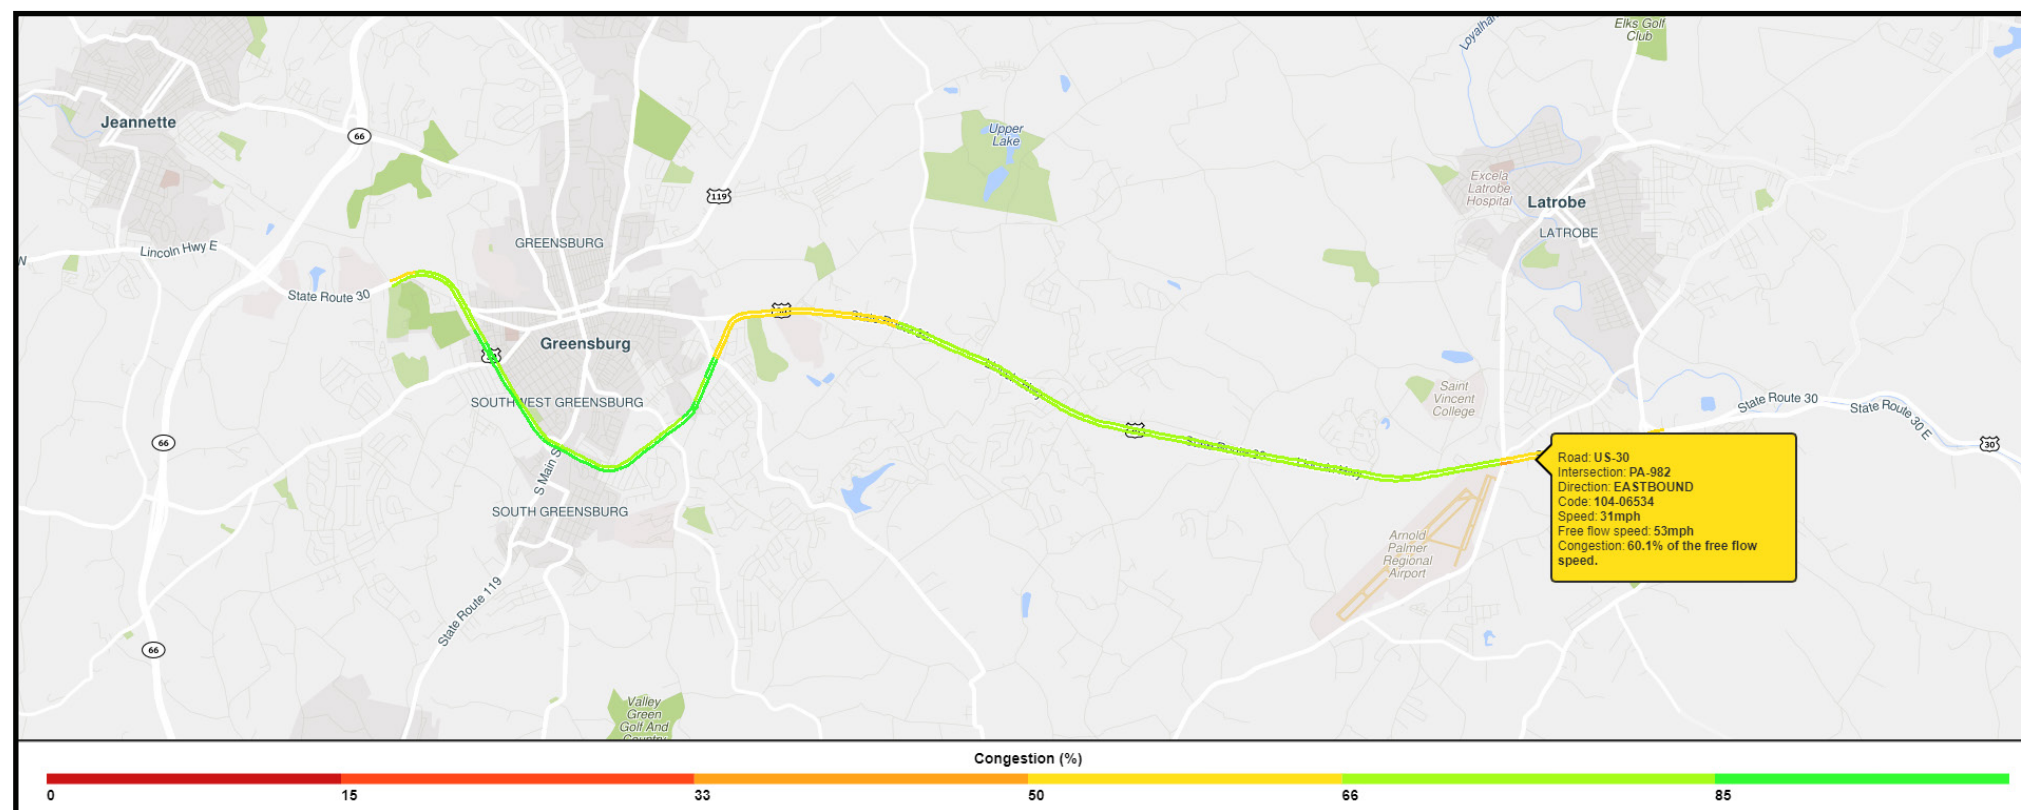 Elks Golf
Club
Jeannette
66
Upper
Lake
119
Excela
Latrobe
Hospital
Latrobe
LATROBE
GREENSBURG
Lincoln Hwy E
State Route 30
Greensburg
SOUTHWEST GREENSBURG
Saint
Vincent
College
State Route 30
State Route 30 E
30
66
S Main S
SOUTH GREENSBURG
Arnold
Palmer
Regional
Airport
Road: US-30
Intersection: PA-982
Direction: EASTBOUND
Code: 104-06534
Speed: 31mph
Free flow speed: 53mph
Congestion: 60.1% of the free flow
speed.
State Route 119
66
Valley
Green
Golf And
Country
Congestion (%)
0 15 33 50 66 85